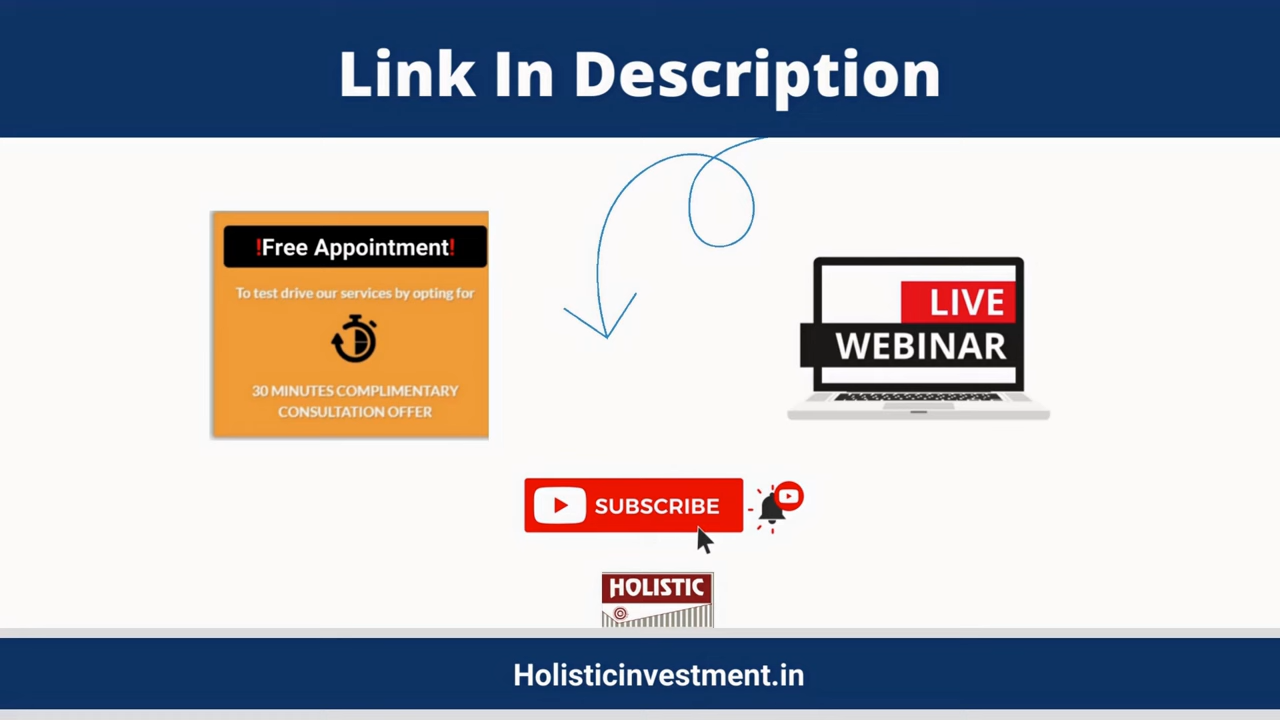 Link In Description
!Free Appointment!
To test drive our services by opting for
30 MINUTES COMPLIMENTARY
CONSULTATION OFFER
LIVE
WEBINAR
SUBSCRIBE
HOLISTIC
Holisticinvestment.in